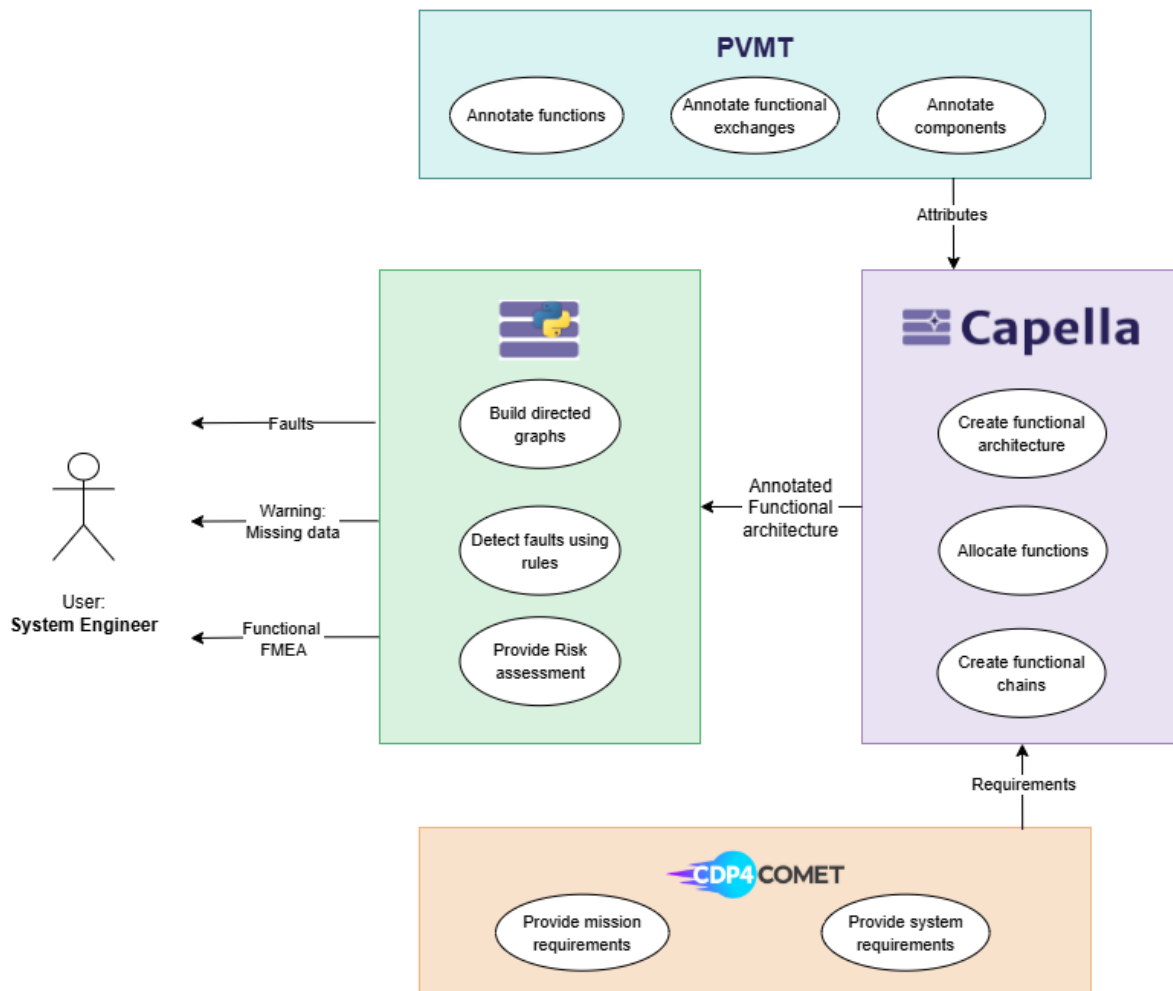 PVMT
Annotate functions
Annotate functional
exchanges
Annotate
components
Attributes
Capella
Build directed
graphs
Create functional
architecture
Faults
Annotated
Functional
architecture
Warning:
Missing data
Detect faults using
rules
Allocate functions
User:
System Engineer
Functional
FMEA
Provide Risk
assessment
Create functional
chains
Requirements
CDP4COMET
Provide mission
requirements
Provide system
requirements